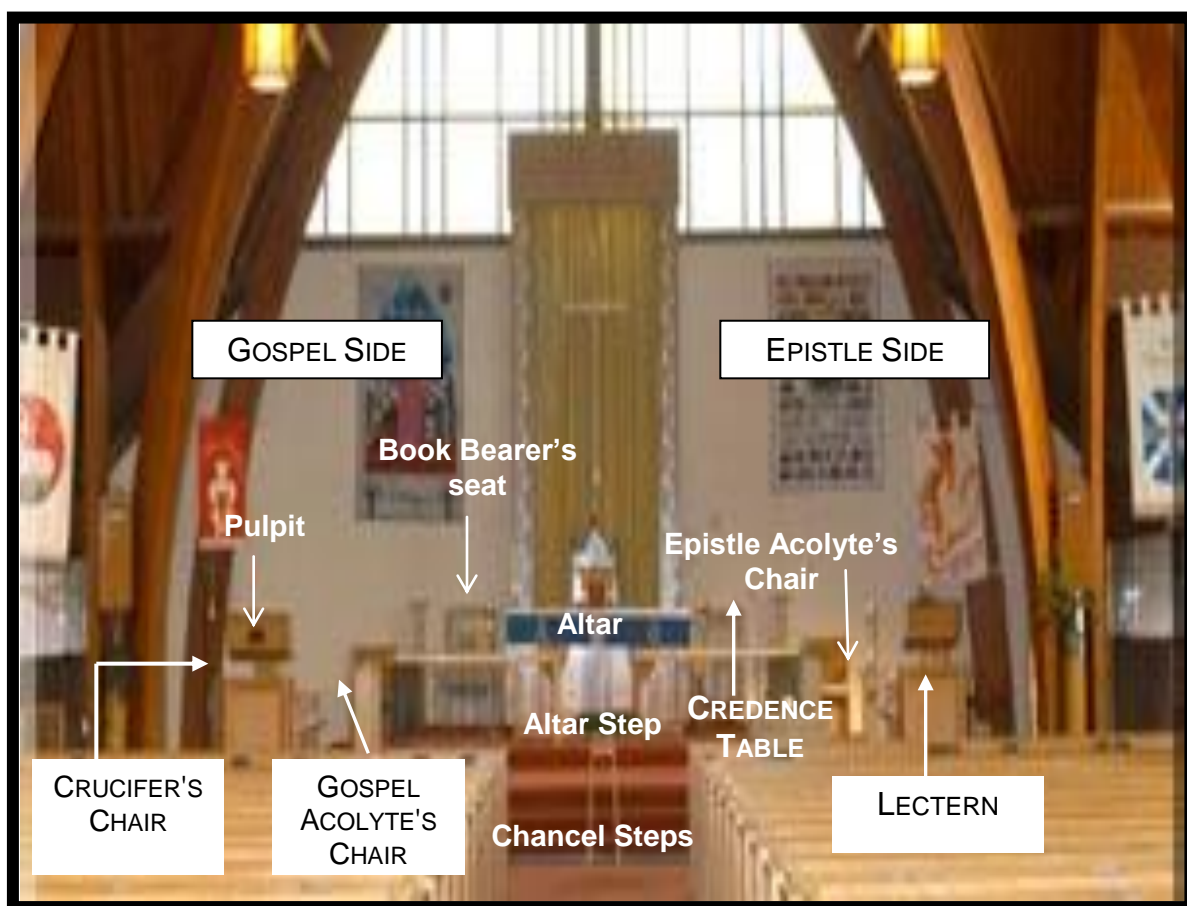 GOSPEL SIDE
EPISTLE SIDE
Book Bearer's
seat
Pulpit
Epistle Acolyte's
Chair
Altar
Altar Step
CREDENCE
TABLE
CRUCIFER'S
CHAIR
GOSPEL
ACOLYTE'S
CHAIR
LECTERN
Chancel Steps